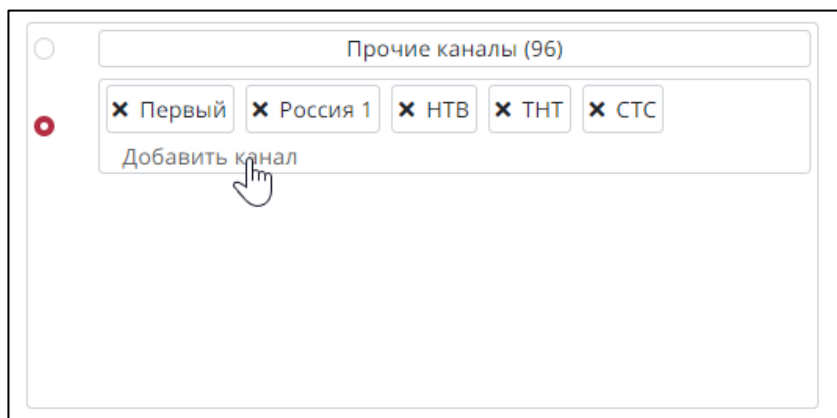 Прочие каналы (96)
× Первый × Россия 1 × НТВ × ТНТ × СТС
Добавить канал